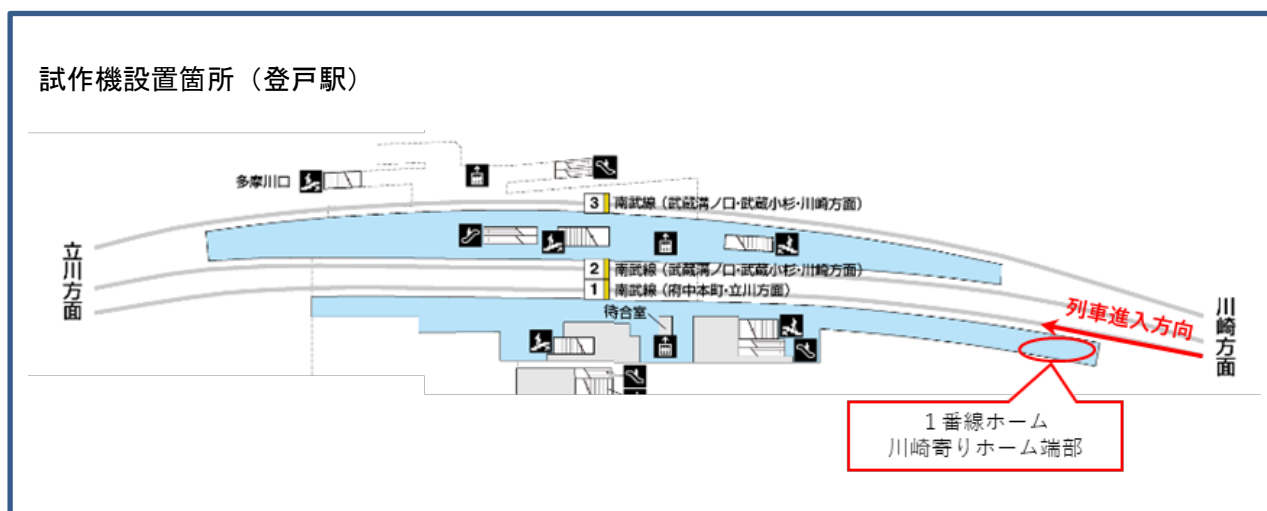 試作機設置箇所（登戸駅）
多摩川口
3 南武線（武蔵溝ノ口・武蔵小杉・川崎方面）
立川方面
2 南武線（武蔵溝ノ口・武蔵小杉・川崎方面）
1 南武線（府中本町・立川方面）
待合室
列車進入方向
川崎方面
１番線ホーム
川崎寄りホーム端部